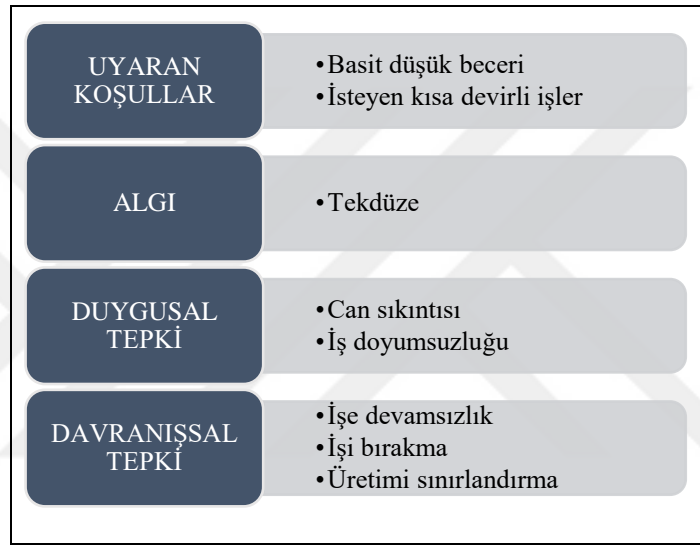 UYARAN
KOŞULLAR
•Basit düşük beceri
•İsteyen kısa devirli işler
ALGI
•Tekdüze
DUYGUSAL
TEPKİ
•Can sıkıntısı
•İş doyumsuzluğu
DAVRANIŞSAL
TEPKİ
•İşe devamsızlık
•İşi bırakma
•Üretimi sınırlandırma